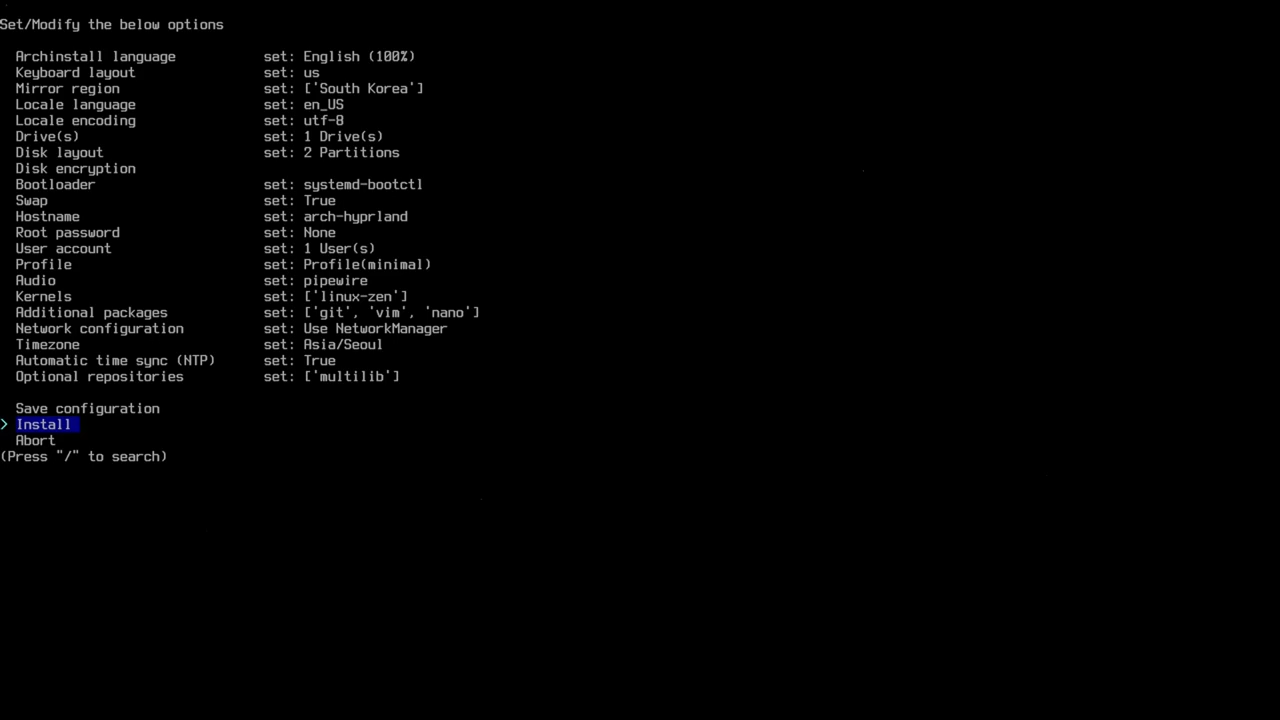 Set/Modify the below options
Archinstall language set: English (100%)
Keyboard layout set: us
Mirror region set: ['South Korea']
Locale language set: en_US
Locale encoding set: utf-8
Drive(s) set: 1 Drive(s)
Disk layout set: 2 Partitions
Disk encryption
Bootloader set: systemd-bootctl
Swap set: True
Hostname set: arch-hyprland
Root password set: None
User account set: 1 User(s)
Profile set: Profile(minimal)
Audio set: pipewire
Kernels set: ['linux-zen']
Additional packages set: ['git', 'vim', 'nano']
Network configuration set: Use NetworkManager
Timezone set: Asia/Seoul
Automatic time sync (NTP) set: True
Optional repositories set: ['multilib']
Save configuration
> Install
Abort
(Press "/" to search)